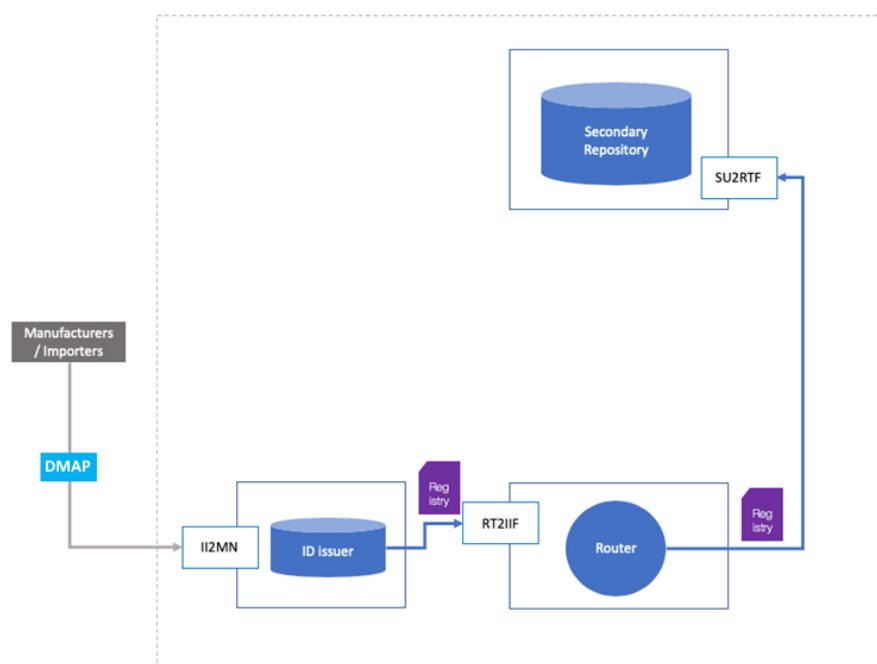 Secondary
Repository
SU2RTF
Manufacturers
/ Importers
DMAP
Reg
istry
II2MN
ID issuer
RT2IIF
Router
Reg
istry